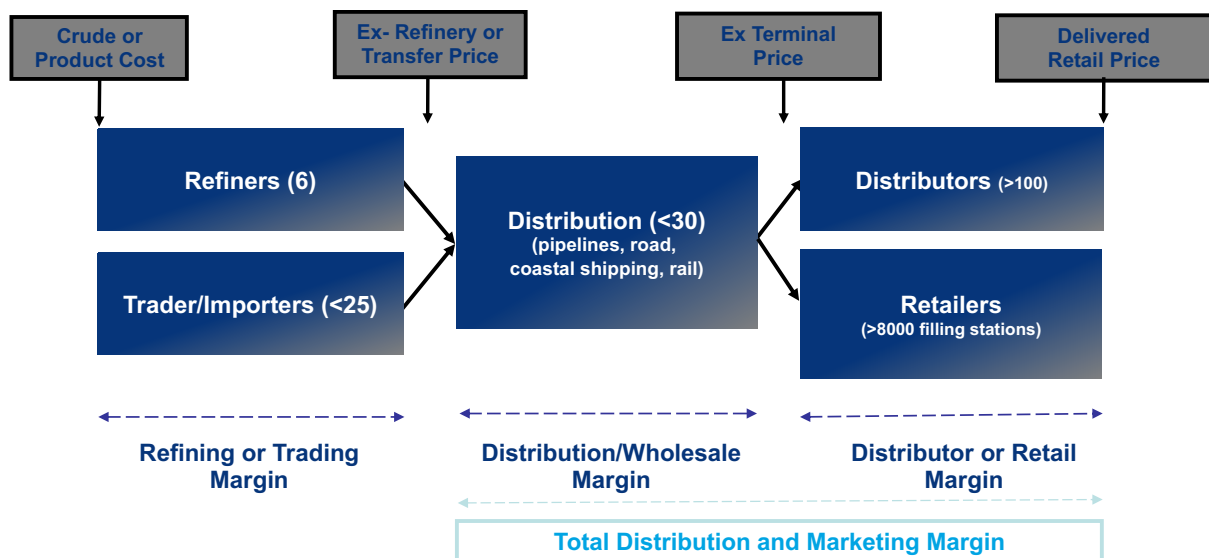 Crude or
Product Cost
Ex- Refinery or
Transfer Price
Ex Terminal
Price
Delivered
Retail Price
Refiners (6)
Trader/Importers (<25)
Distribution (<30)
(pipelines, road,
coastal shipping, rail)
Distributors (>100)
Retailers
(>8000 filling stations)
Refining or Trading
Margin
Distribution/Wholesale
Margin
Distributor or Retail
Margin
Total Distribution and Marketing Margin